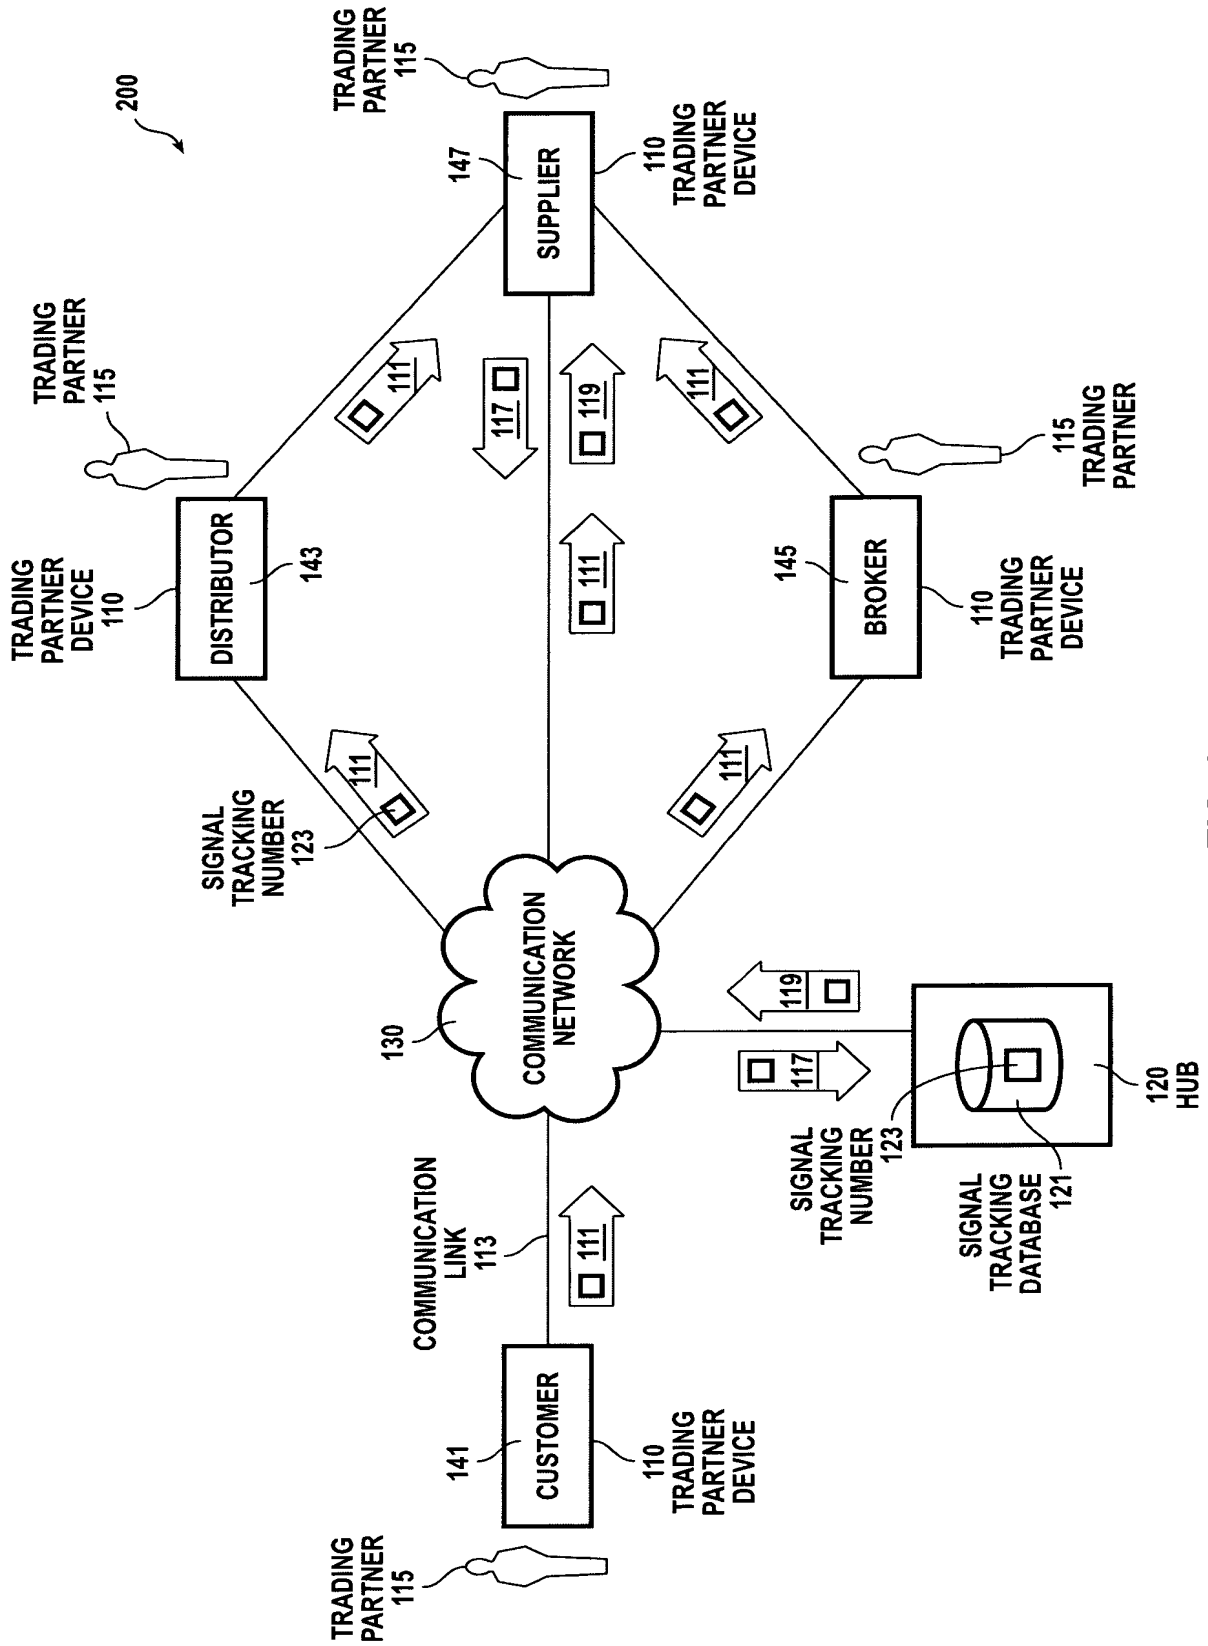 200
TRADING
PARTNER
DEVICE
110
TRADING
PARTNER
115
DISTRIBUTOR
143
SIGNAL
TRACKING
NUMBER
123
111
111
TRADING
PARTNER
115
TRADING
PARTNER
115
141
CUSTOMER
110
TRADING
PARTNER
DEVICE
COMMUNICATION
LINK
113
111
130
COMMUNICATION
NETWORK
117
111
119
147
SUPPLIER
110
TRADING
PARTNER
DEVICE
111
111
117
119
SIGNAL
TRACKING
NUMBER
123
SIGNAL
TRACKING
DATABASE
121
120
HUB
145
BROKER
110
TRADING
PARTNER
DEVICE
115
TRADING
PARTNER